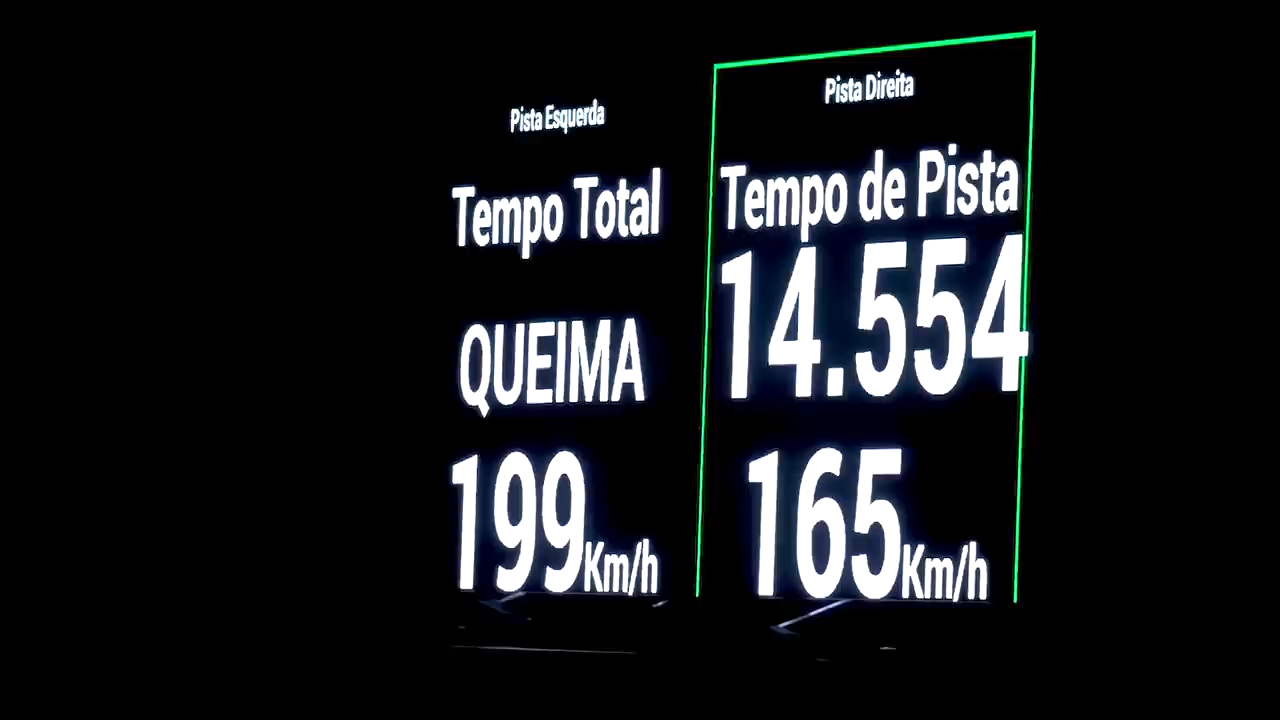 Pista Esquerda
Tempo Total
QUEIMA
199Km/h
Pista Direita
Tempo de Pista
14.554
165Km/h